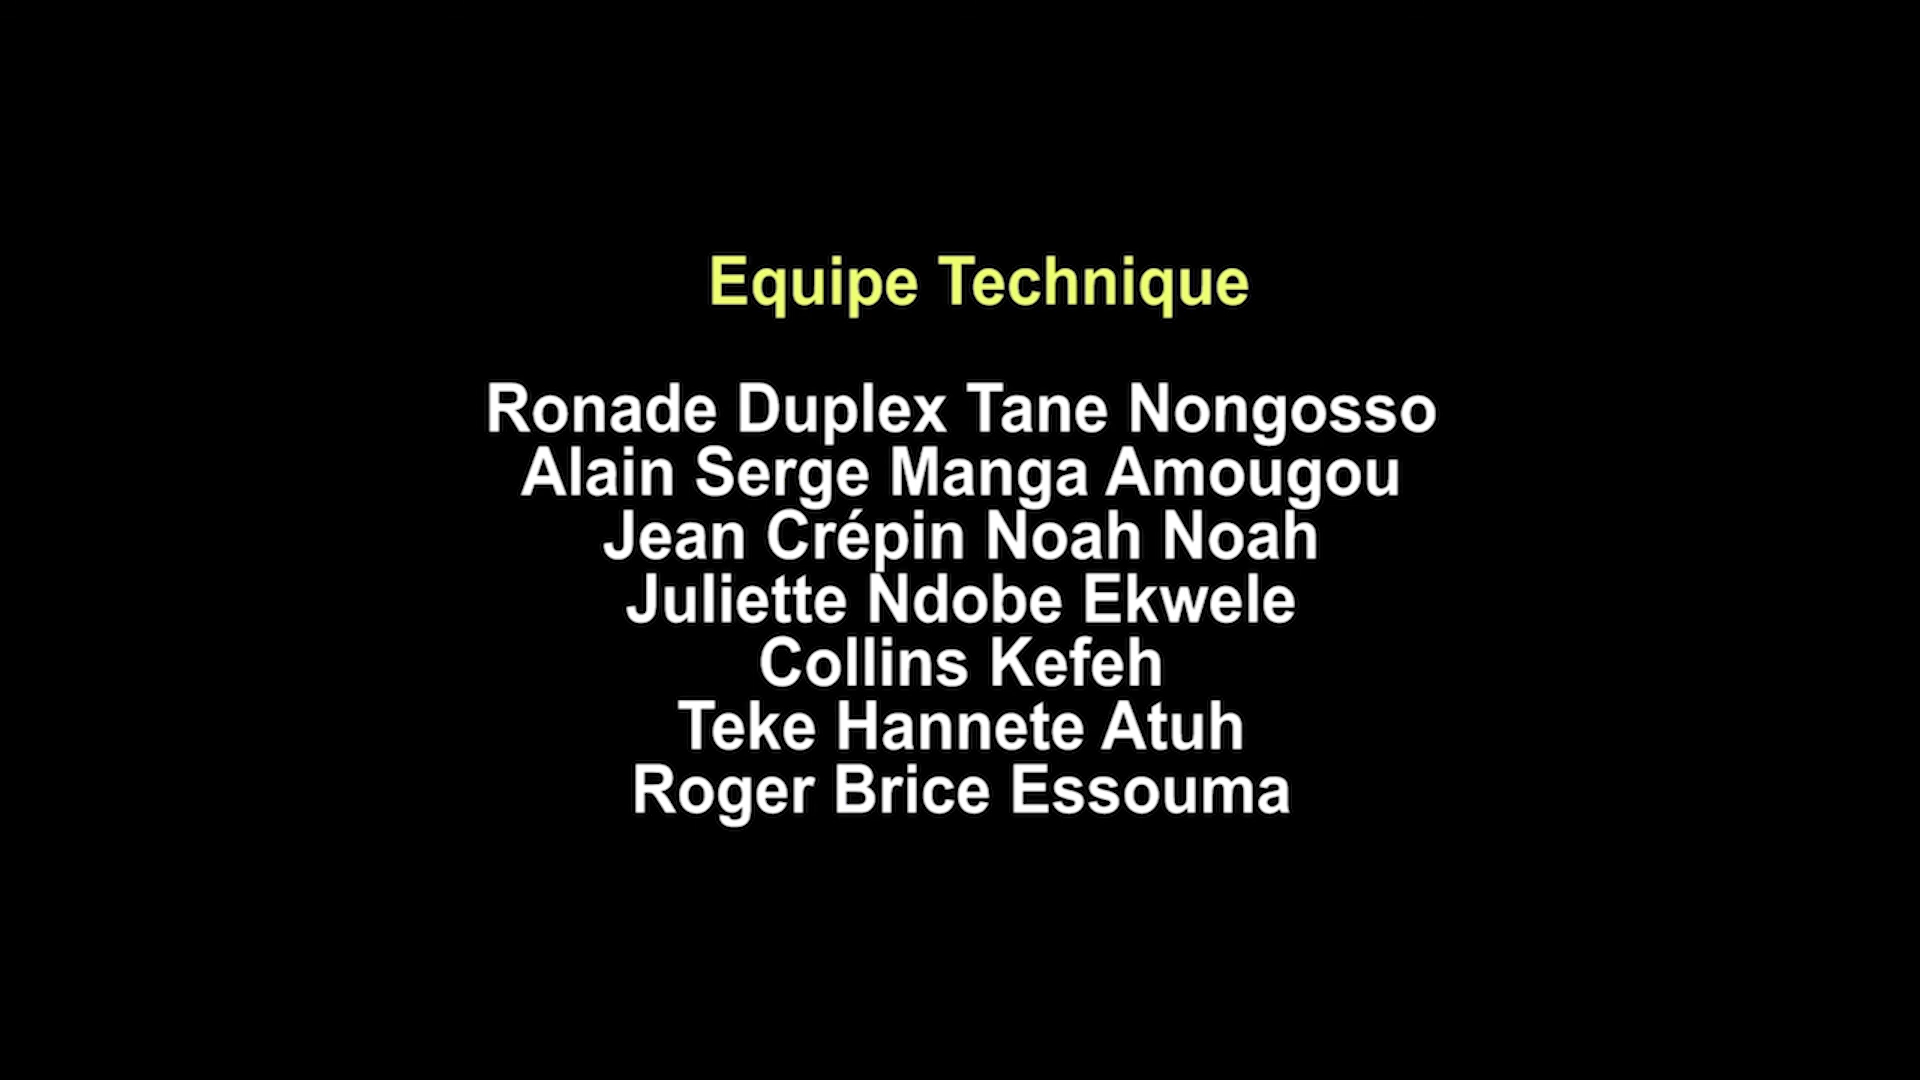 Equipe Technique
Ronade Duplex Tane Nongosso
Alain Serge Manga Amougou
Jean Crépin Noah Noah
Juliette Ndobe Ekwele
Collins Kefeh
Teke Hannete Atuh
Roger Brice Essouma